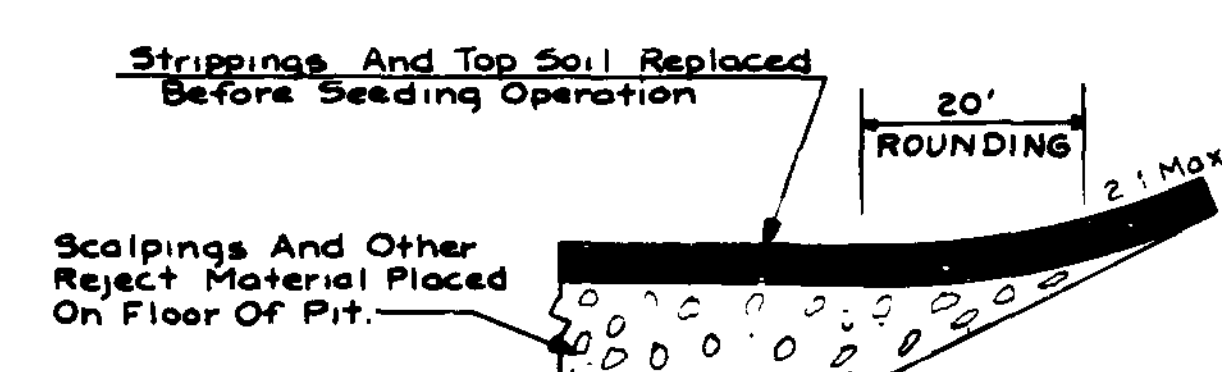 Strippings And Top Soil Replaced
Before Seeding Operation
20'
ROUNDING
2:1 Max
Scalpings And Other
Reject Material Placed
On Floor Of Pit.